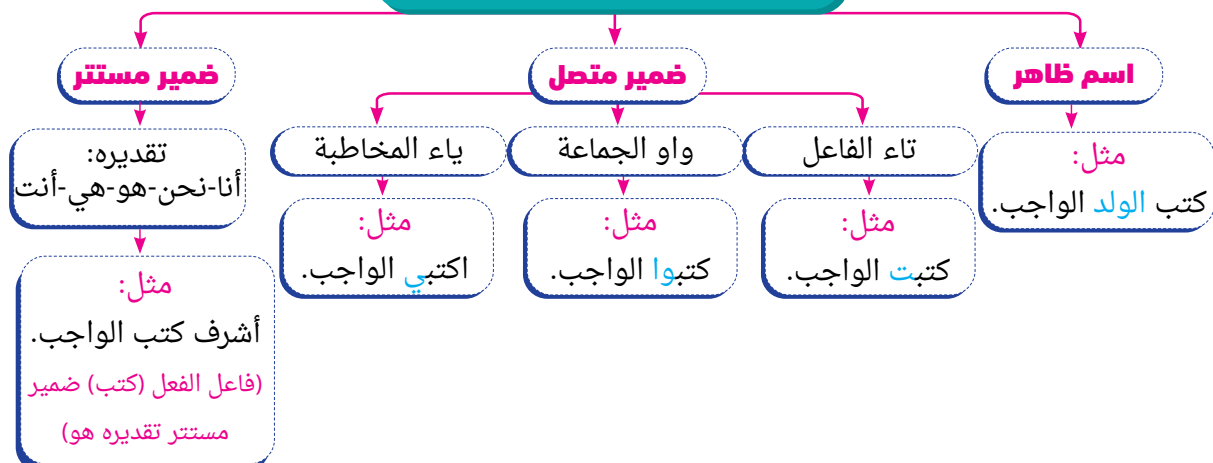 اسم ظاهر
مثل:
كتب الولد الواجب.
ضمير متصل
تاء الفاعل
مثل:
كتبت الواجب.
واو الجماعة
مثل:
كتبوا الواجب.
ياء المخاطبة
مثل:
اكتبي الواجب.
ضمير مستتر
تقديره:
أنا-نحن-هو-هي-أنت
مثل:
أشرف كتب الواجب.
(فاعل الفعل (كتب) ضمير
مستتر تقديره هو)